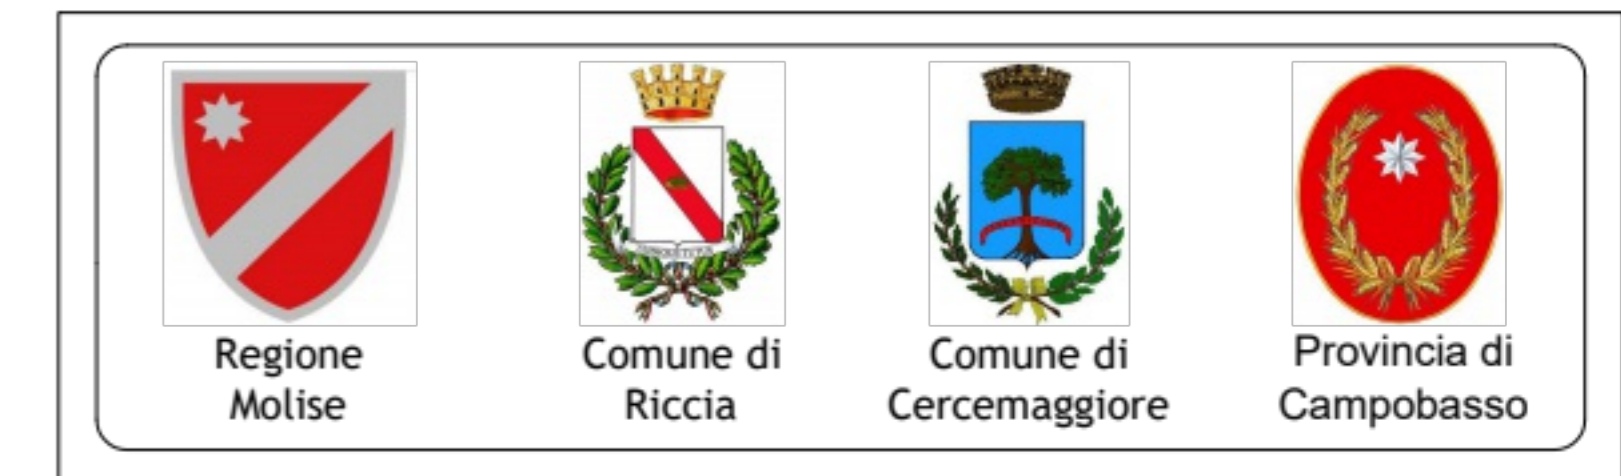 Regione
Molise
Comune di
Riccia
Comune di
Cercemaggiore
Provincia di
Campobasso